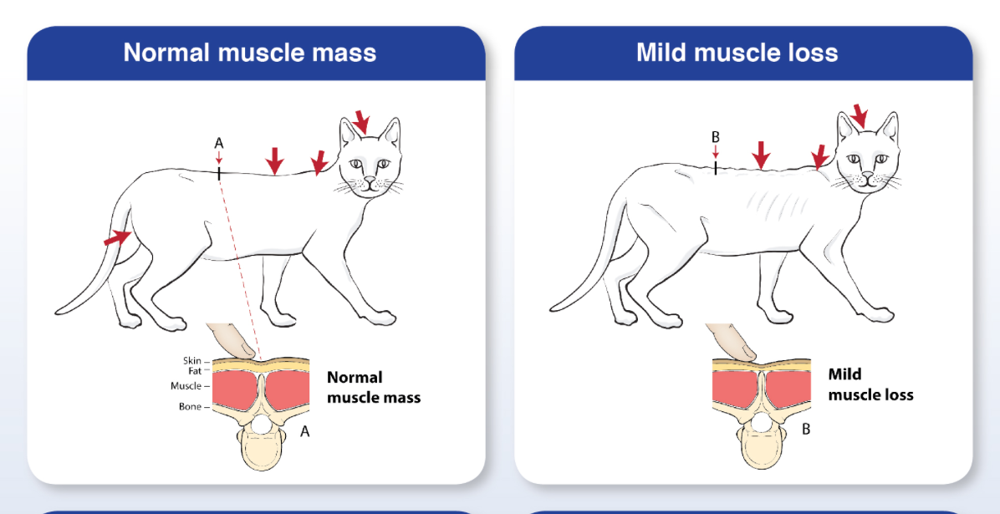 Normal muscle mass
A
Skin
Fat
Muscle
Bone
Normal
muscle mass
A
Mild muscle loss
B
Mild
muscle loss
B